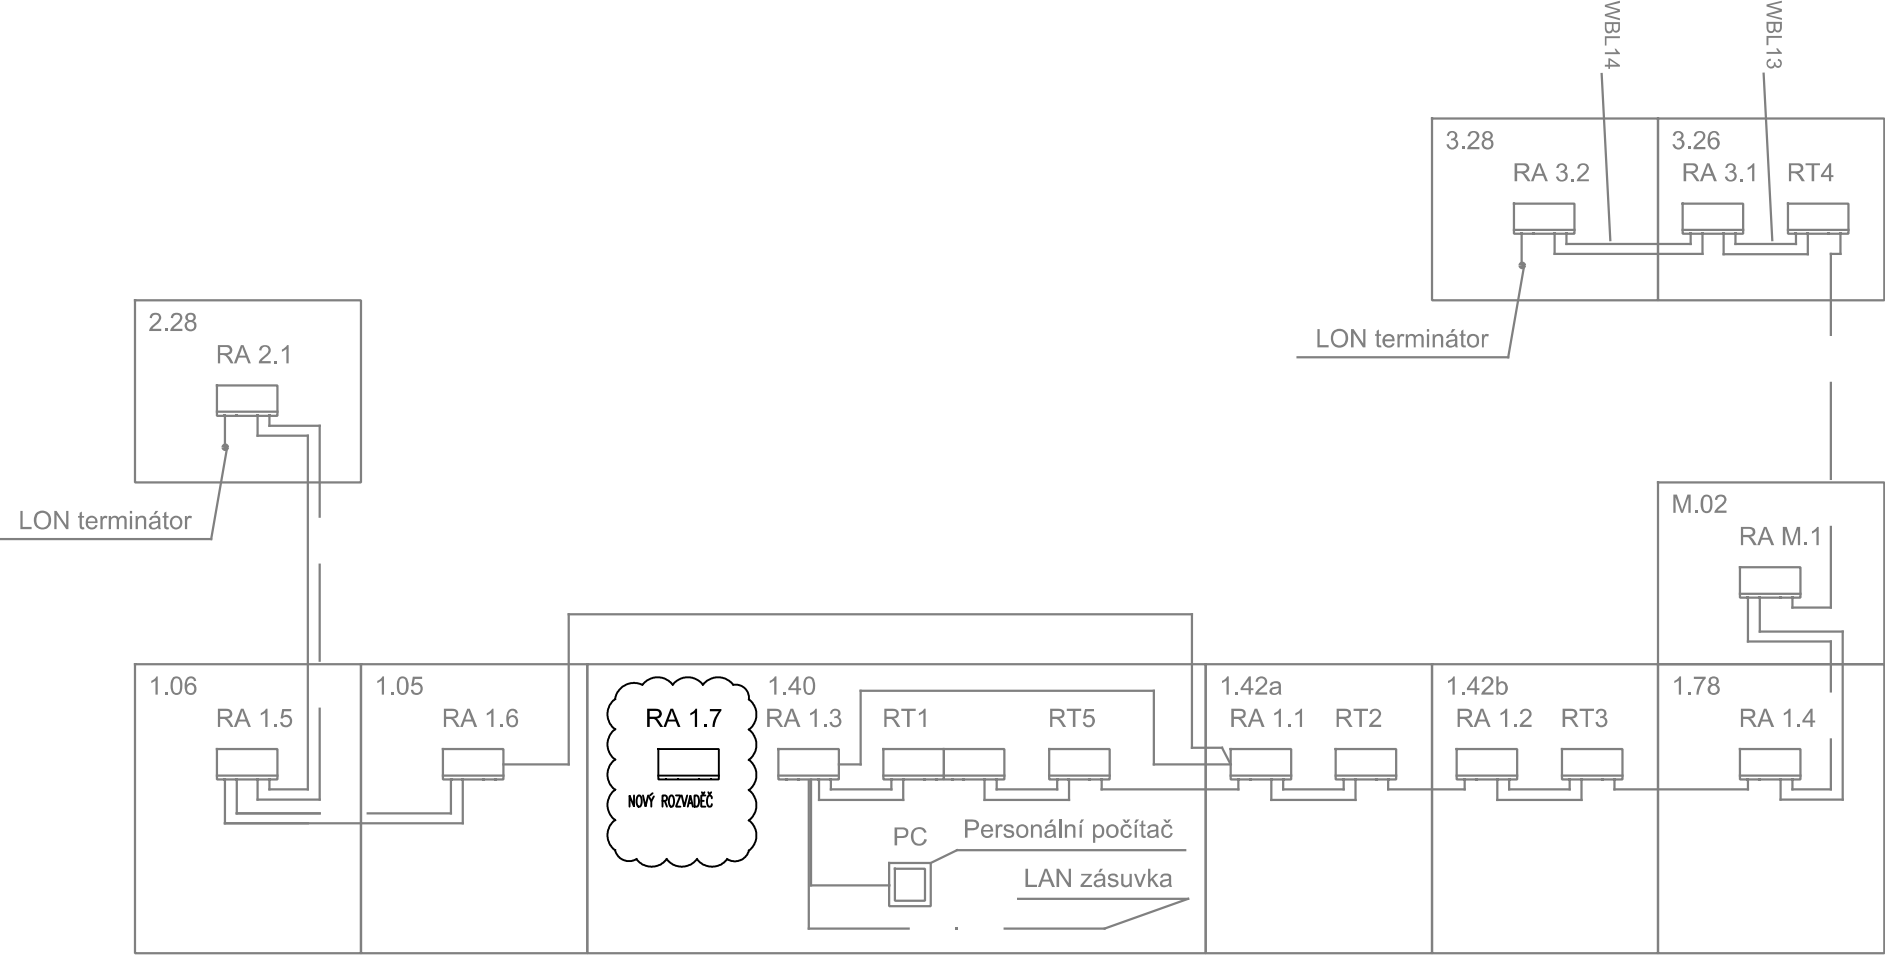 WBL14
WBL13
3.28
3.26
RA 3.2
RA 3.1
RT4
LON terminátor
2.28
RA 2.1
LON terminátor
M.02
RA M.1
1.06
1.05
1.40
1.42a
1.42b
1.78
RA 1.5
RA 1.6
RA 1.7
RA 1.3
RT1
RT5
RA 1.1
RT2
RA 1.2
RT3
RA 1.4
NOVÝ ROZVADĚČ
PC
Personální počítač
LAN zásuvka